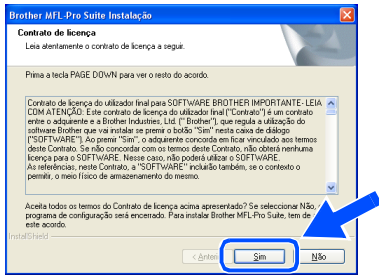 Brother MFL-Pro Suite Instalação
Contrato de licença
Leia atentamente o contrato de licença a seguir.
Prima a tecla PAGE DOWN para ver o resto do acordo.
Contrato de licença do utilizador final para SOFTWARE BROTHER IMPORTANTE- LEIA
COM ATENÇÃO: Este contrato de licença do utilizador final ("Contrato") é um contrato
entre o adquirente e a Brother Industries, Ltd. (" Brother"), que regula a utilização do
software Brother que vai instalar se premir o botão "Sim" nesta caixa de diálogo
("SOFTWARE"). Ao premir "Sim", o adquirente concorda em ficar vinculado aos termos
deste Contrato. Se não concordar com os termos deste Contrato, não obterá nenhuma
licença para o SOFTWARE. Nesse caso, não poderá utilizar o SOFTWARE.
As referências, neste Contrato, a "SOFTWARE" incluirão também, se o contexto o
permitir, o meio físico de armazenamento do mesmo.
Aceita todos os termos do Contrato de licença acima apresentado? Se seleccionar Não,
programa de configuração será encerrado. Para instalar Brother MFL-Pro Suite, tem de
este acordo.
InstallShield
< Anteri
Sim
Não